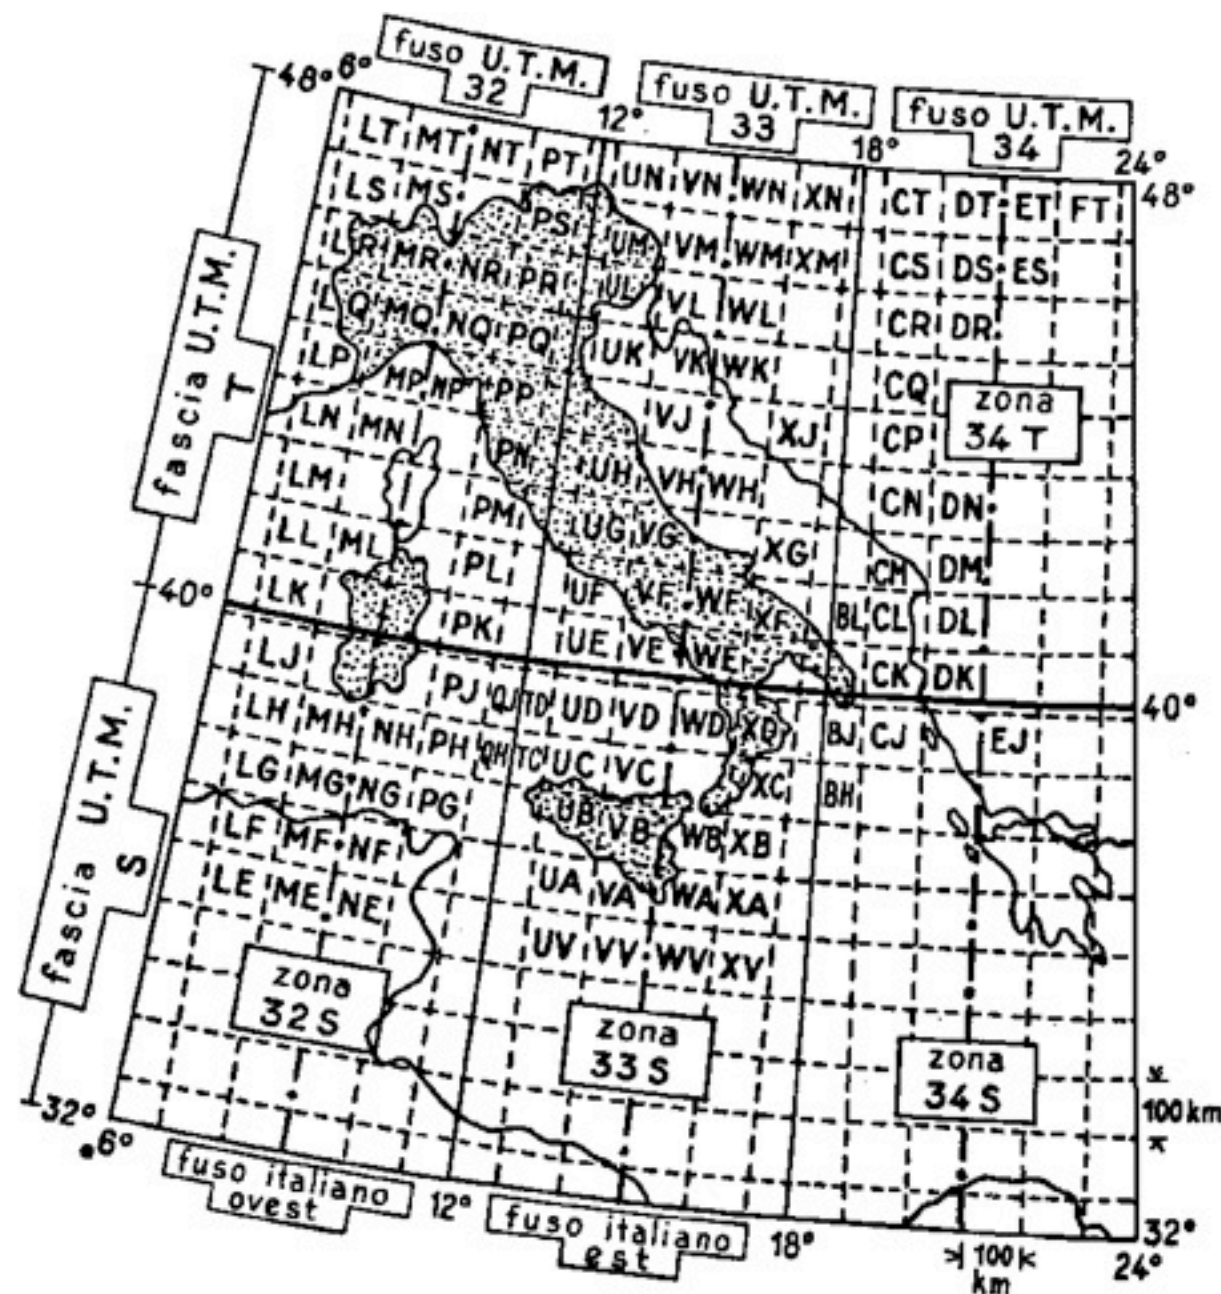 fuso U.T.M.
32
fuso U.T.M.
33
fuso U.T.M.
34
48° 6° 12° 18° 24°
48°
LT MT NT PT UN VN WN XN CT DT ET FT
LS MS PS UM VM WM XM CS DS ES
LR MR NR PR UL VL WL CR DR
LQ MQ NQ PQ UK VK WK CQ
LP MP NP PP VJ XJ CP
zona
34 T
LN MN PN UH VH WH CN DN
LM PM UG VG XG CM DM
LL ML PL UF VF WF XF BL CL DL
LK PK UE VE WE CK DK
fascia U.T.M.
T
40°
40°
LJ PJ QJ TD UD VD WD XD BJ CJ EJ
LH MH NH PH QH TC UC VC XC BH
LG MG NG PG UB VB WB XB
LF MF NF UA VA WA XA
LE ME NE UV VV WV XV
fascia U.T.M.
S
zona
32 S
zona
33 S
zona
34 S
100 km
32°
6°
fuso italiano
ovest
12°
fuso italiano
est
18°
100
km
32°
24°